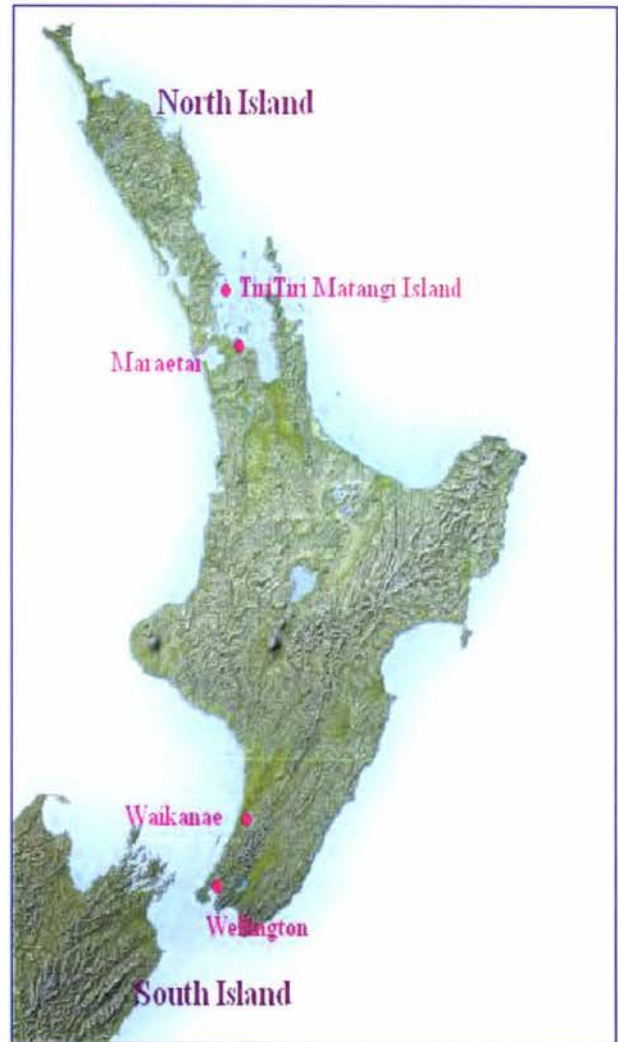 North Island
TiriTiri Matangi Island
Maraetai
Waikanae
Wellington
South Island